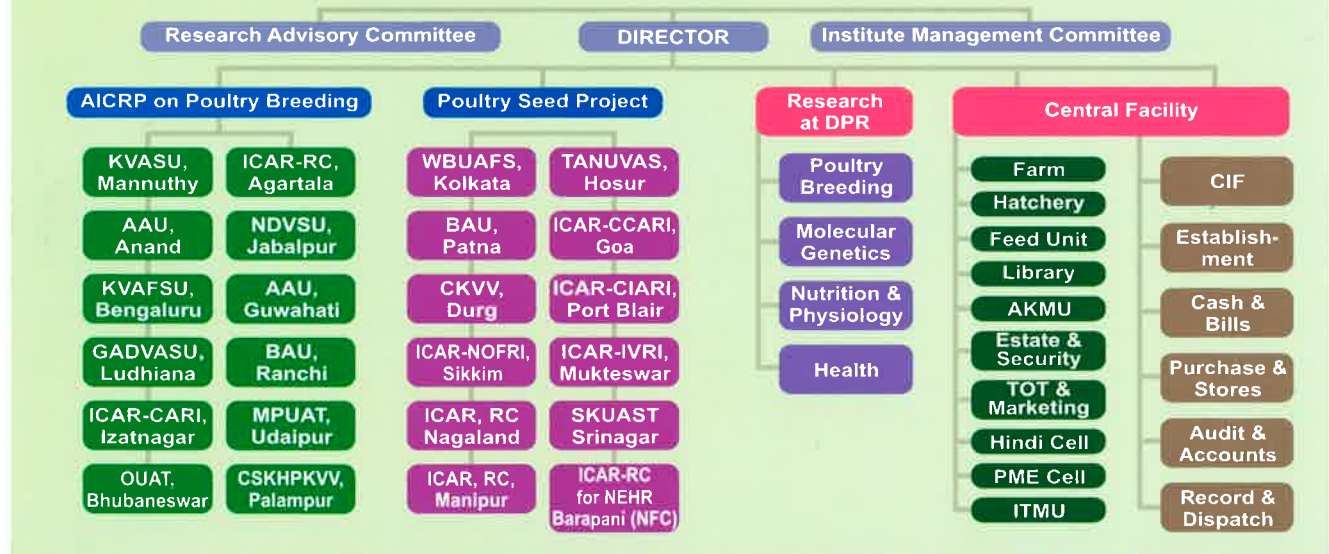 Research Advisory Committee
DIRECTOR
Institute Management Committee
AICRP on Poultry Breeding
KVASU,
Mannuthy
AAU,
Anand
KVAFSU,
Bengaluru
GADVASU,
Ludhiana
ICAR-CARI,
Izatnagar
OUAT,
Bhubaneswar
ICAR-RC,
Agartala
NDVSU,
Jabalpur
AAU,
Guwahati
BAU,
Ranchi
MPUAT,
Udaipur
CSKHPKVV,
Palampur
Poultry Seed Project
WBUAFS,
Kolkata
BAU,
Patna
CKVV,
Durg
ICAR-NOFRI,
Sikkim
ICAR, RC
Nagaland
ICAR, RC,
Manipur
TANUVAS,
Hosur
ICAR-CCARI,
Goa
ICAR-CIARI,
Port Blair
ICAR-IVRI,
Mukteswar
SKUAST
Srinagar
ICAR-RC
for NEHR
Barapani (NFC)
Research
at DPR
Poultry
Breeding
Molecular
Genetics
Nutrition &
Physiology
Health
Central Facility
Farm
Hatchery
Feed Unit
Library
AKMU
Estate &
Security
TOT &
Marketing
Hindi Cell
PME Cell
ITMU
CIF
Establish-
ment
Cash &
Bills
Purchase &
Stores
Audit &
Accounts
Record &
Dispatch